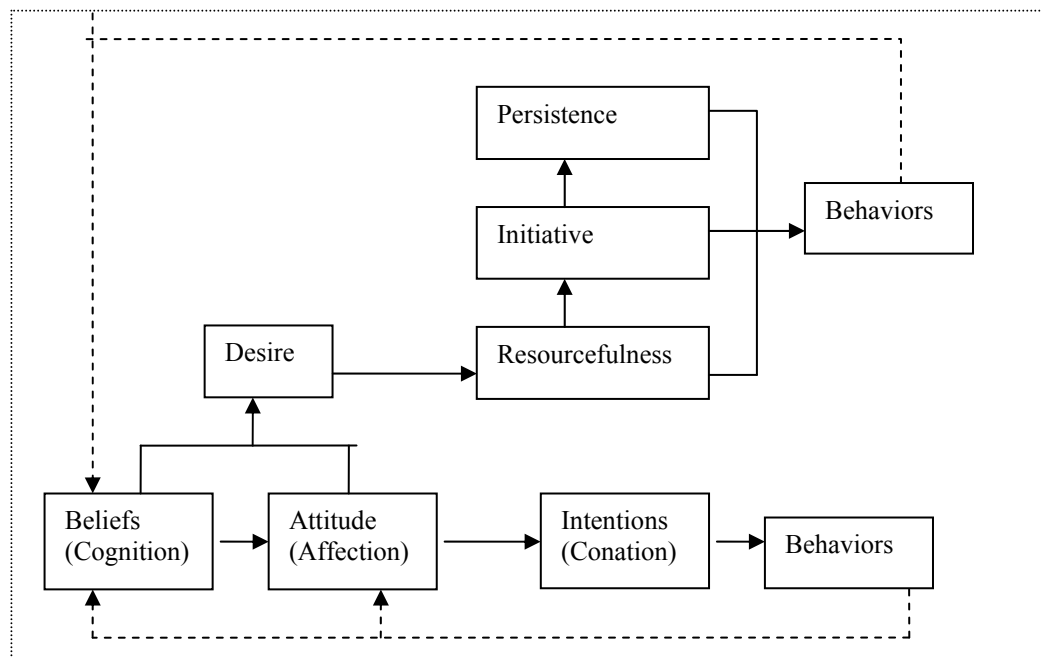 Persistence
Behaviors
Initiative
Resourcefulness
Desire
Beliefs
(Cognition)
Attitude
(Affection)
Intentions
(Conation)
Behaviors